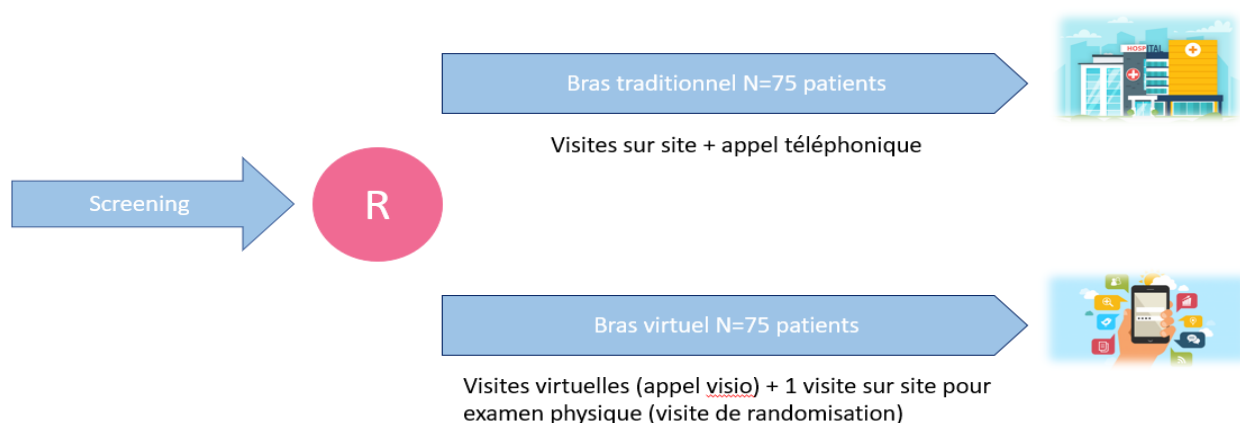 HOSPITAL
Bras traditionnel N=75 patients
Visites sur site + appel téléphonique
Screening
R
Bras virtuel N=75 patients
Visites virtuelles (appel visio) + 1 visite sur site pour
examen physique (visite de randomisation)